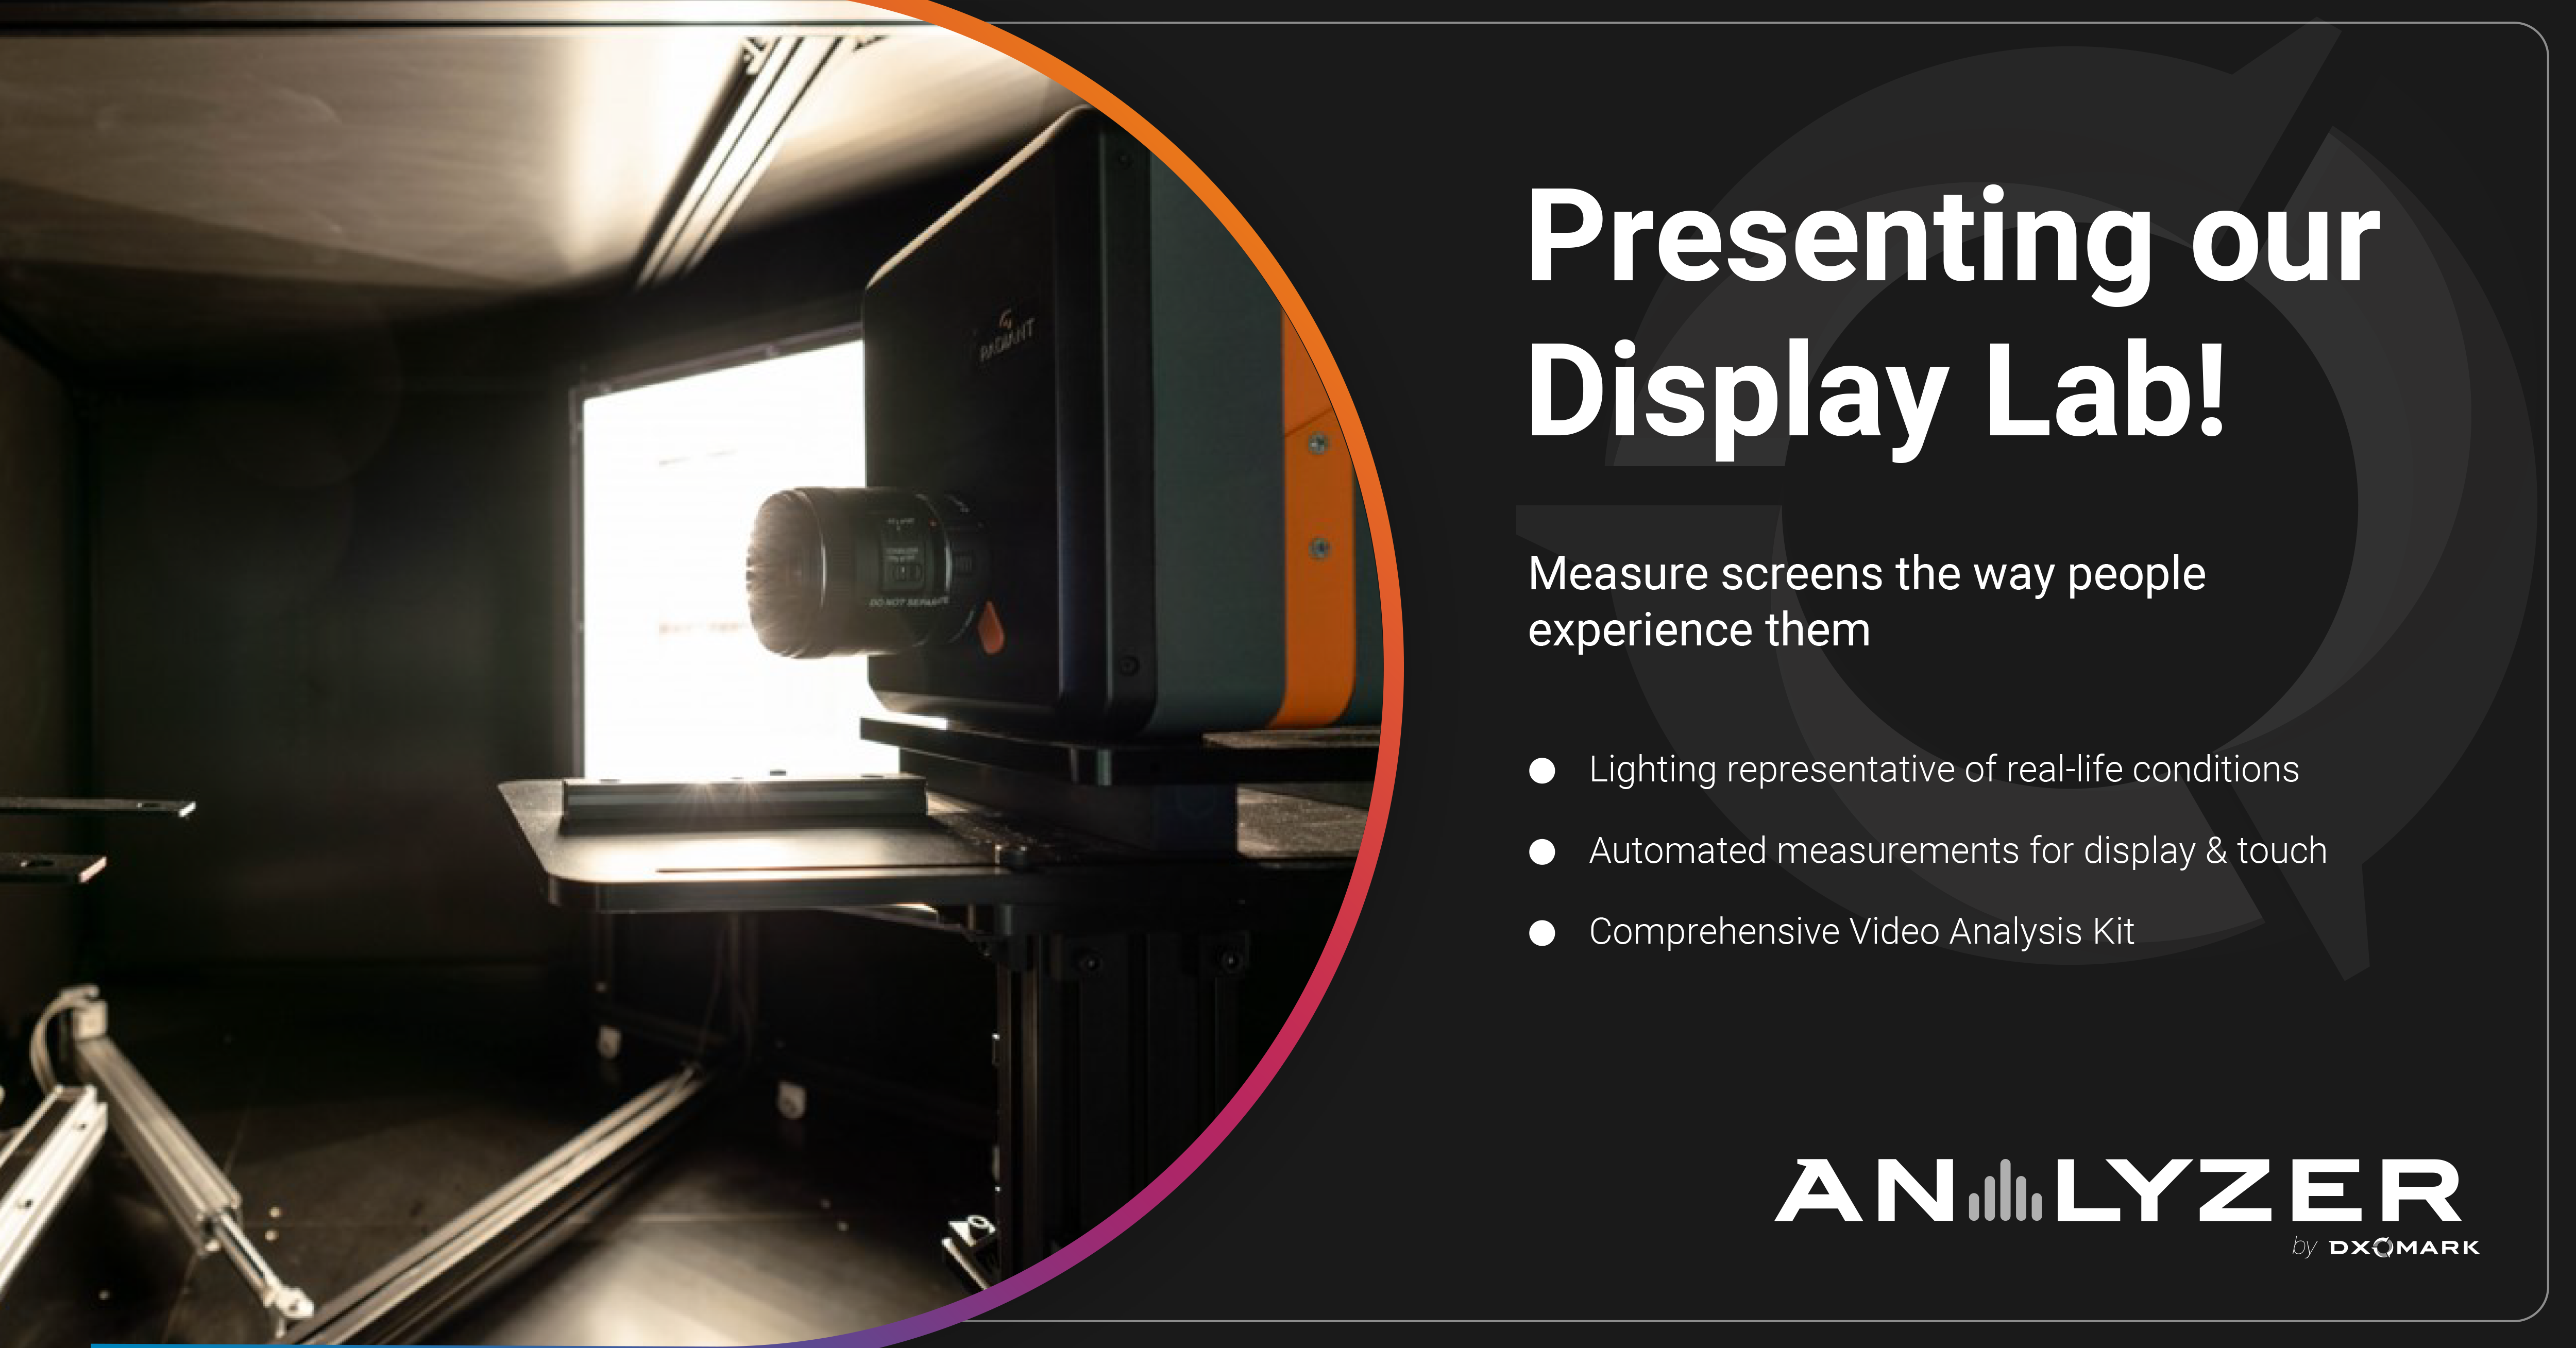 RADIANT
DO NOT SEPARATE
Presenting our
Display Lab!
Measure screens the way people
experience them
Lighting representative of real-life conditions
Automated measurements for display & touch
Comprehensive Video Analysis Kit
ANALYZER
by DXOMARK